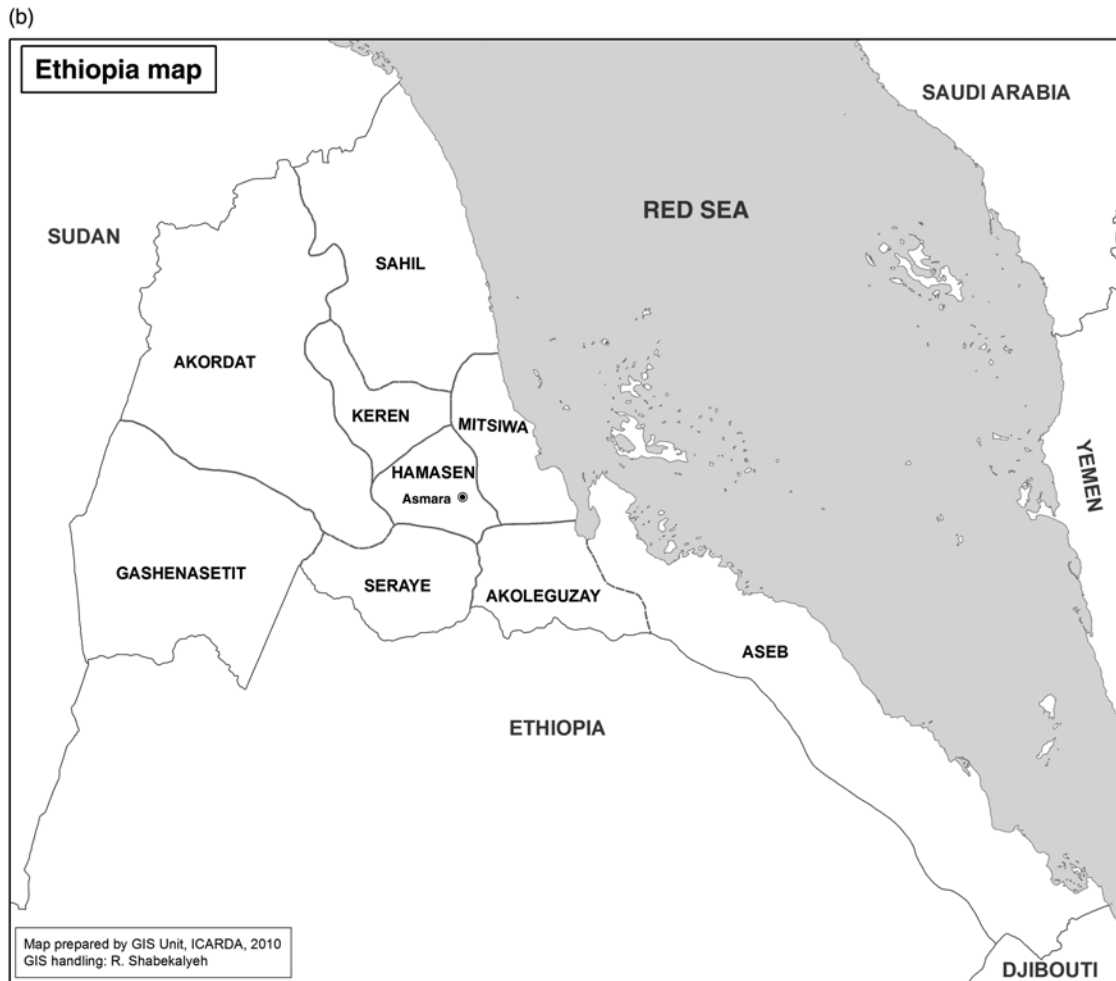 (b)
Ethiopia map
SAUDI ARABIA
RED SEA
SUDAN
SAHIL
AKORDAT
KEREN
MITSIWA
YEMEN
HAMASEN
Asmara
GASHENASETIT
SERAYE
AKOLEGUZAY
ASEB
ETHIOPIA
Map prepared by GIS Unit, ICARDA, 2010
GIS handling: R. Shabekalyeh
DJIBOUTI